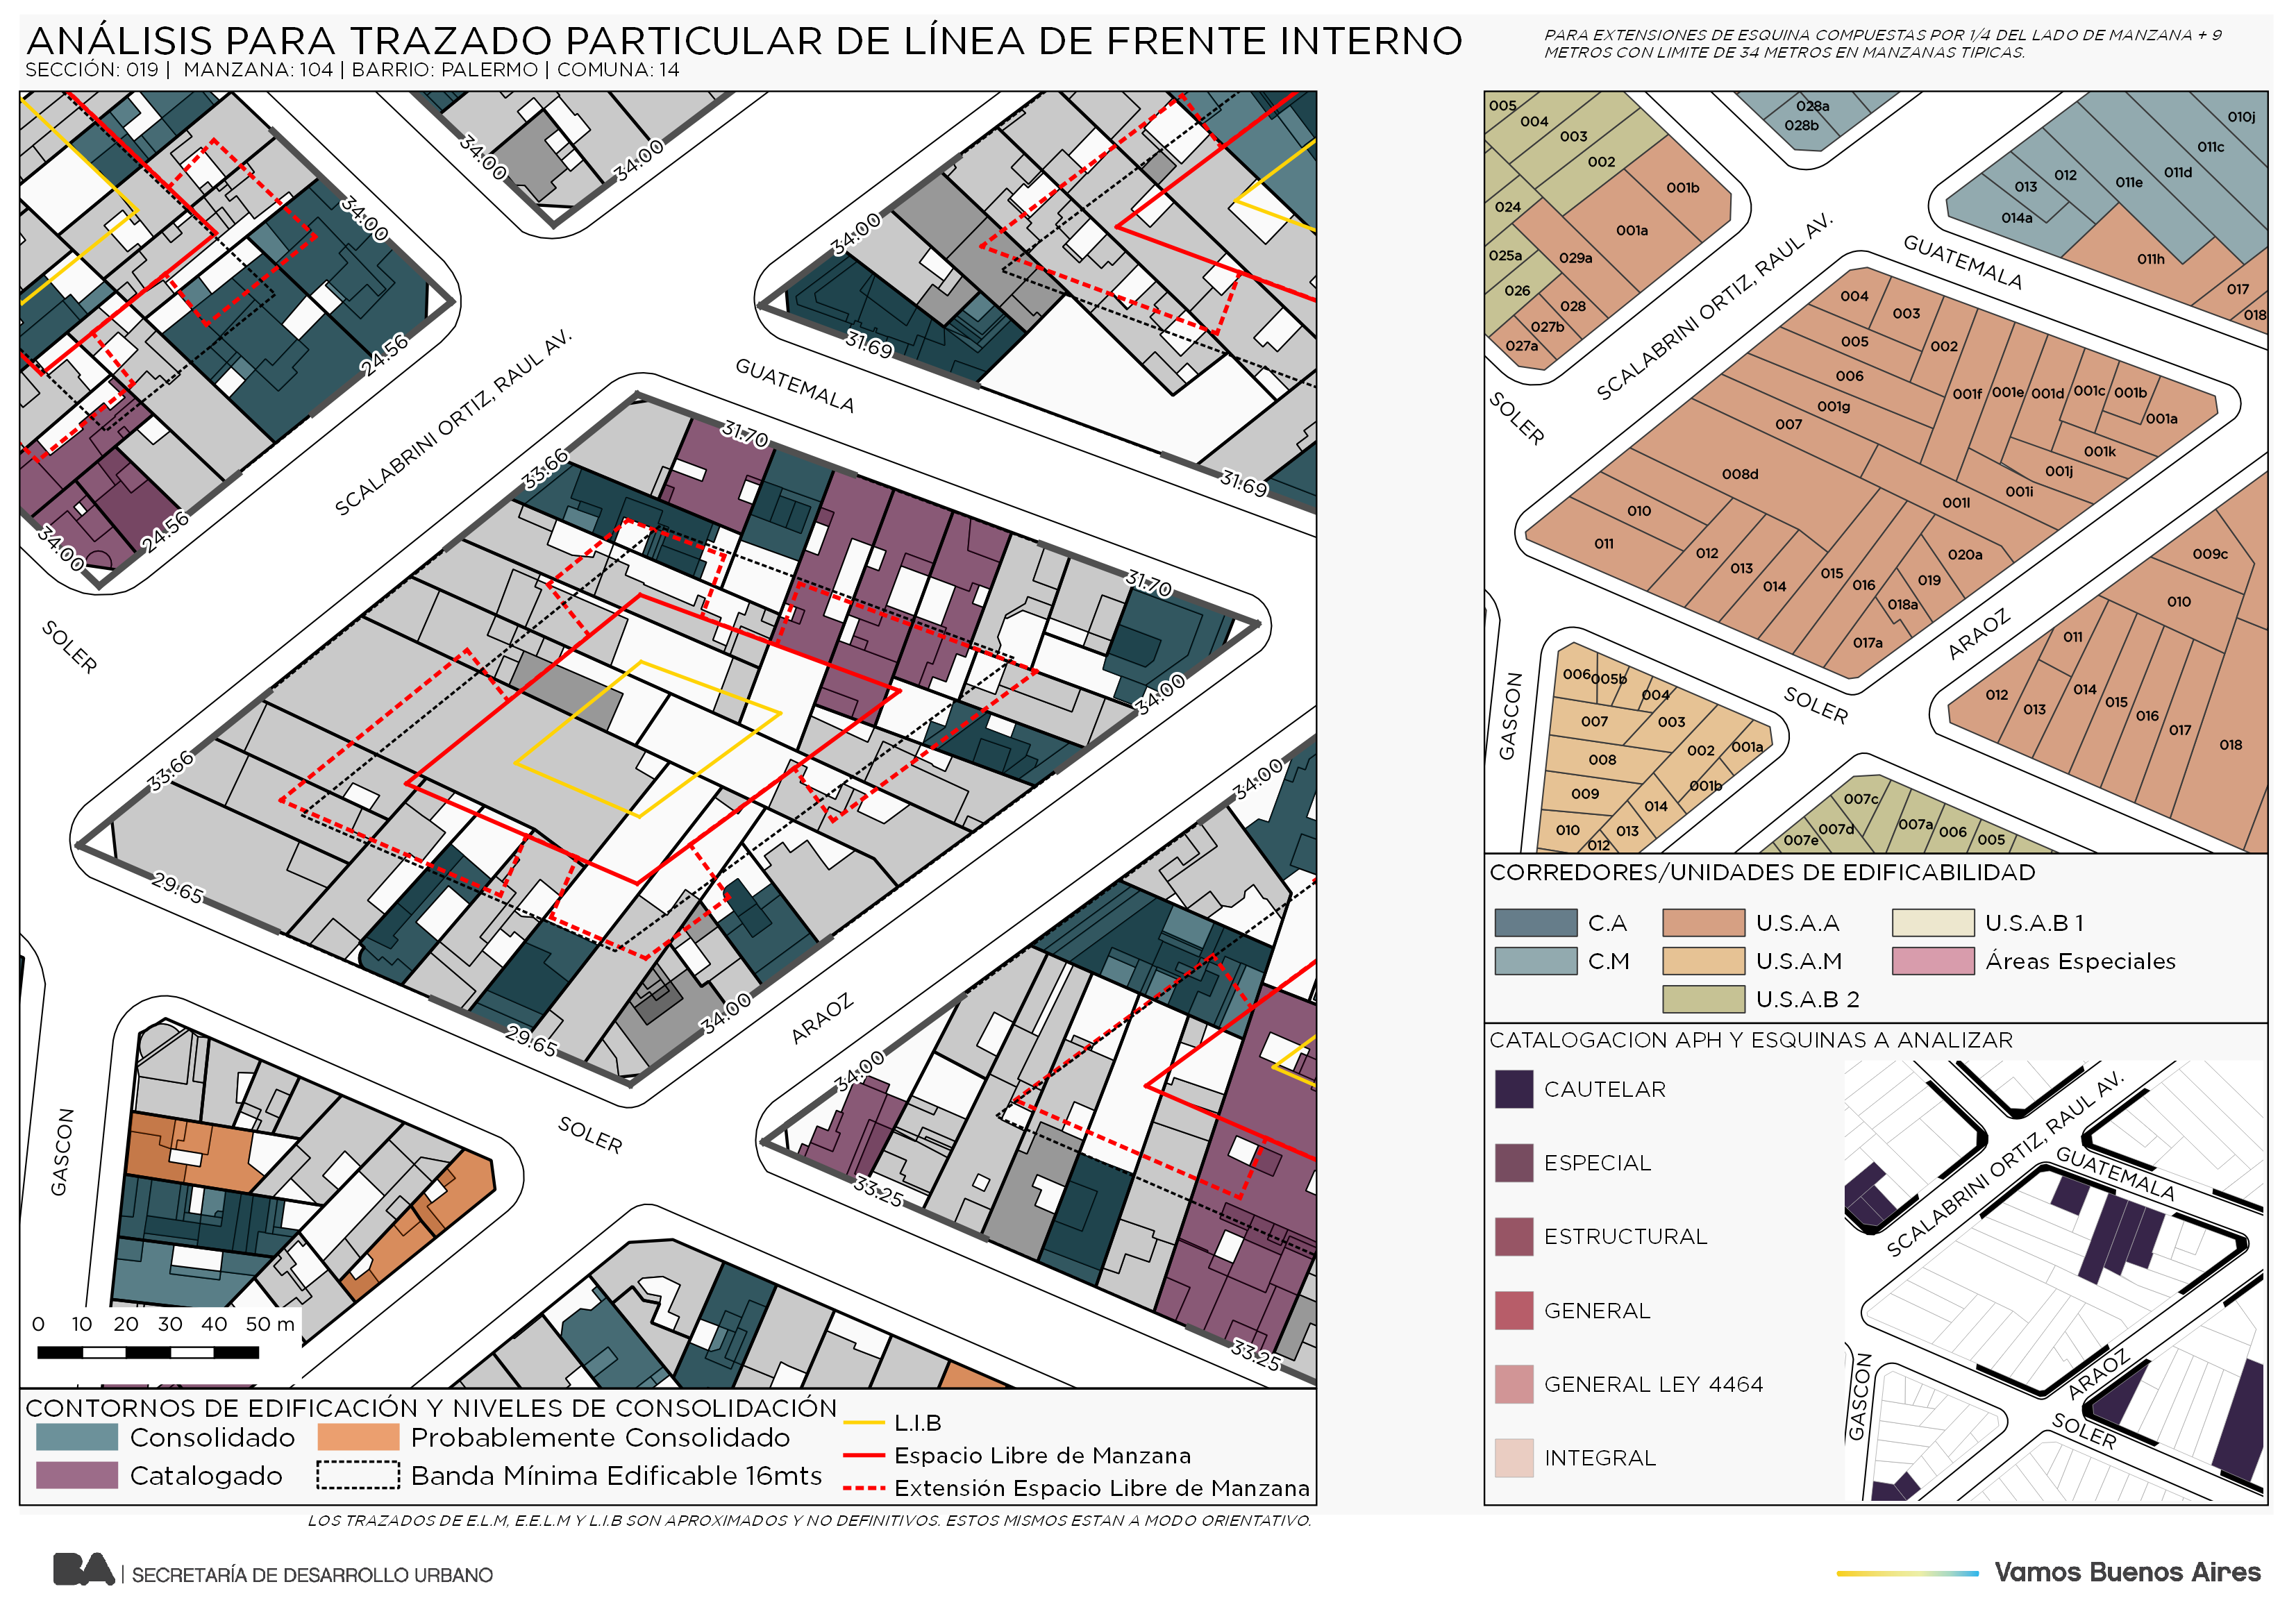 ANÁLISIS PARA TRAZADO PARTICULAR DE LÍNEA DE FRENTE INTERNO
SECCIÓN: 019 | MANZANA: 104 | BARRIO: PALERMO | COMUNA: 14
PARA EXTENSIONES DE ESQUINA COMPUESTAS POR 1/4 DEL LADO DE MANZANA + 9
METROS CON LIMITE DE 34 METROS EN MANZANAS TIPICAS.
34.00
34.00
34.00
34.00
24.56
31.69
31.69
SCALABRINI ORTIZ, RAUL AV.
GUATEMALA
31.70
33.66
24.56
34.00
31.70
34.00
SOLER
33.66
34.00
29.65
29.65
34.00
ARAOZ
34.00
33.25
33.25
SOLER
GASCON
0 10 20 30 40 50 m
CONTORNOS DE EDIFICACIÓN Y NIVELES DE CONSOLIDACIÓN
Consolidado
Probablemente Consolidado
Catalogado
Banda Mínima Edificable 16mts
L.I.B
Espacio Libre de Manzana
Extensión Espacio Libre de Manzana
LOS TRAZADOS DE E.L.M, E.E.L.M Y L.I.B SON APROXIMADOS Y NO DEFINITIVOS. ESTOS MISMOS ESTAN A MODO ORIENTATIVO.
005
004
003
002
001b
001a
024
025a
029a
026
028
027b
027a
028a
028b
010j
011c
011d
011e
012
013
014a
011h
017
018
SCALABRINI ORTIZ, RAUL AV.
GUATEMALA
SOLER
004
003
002
005
006
001g
007
001f
001e
001d
001c
001b
001a
001k
001j
001i
001l
008d
010
011
012
013
014
015
016
020a
019
018a
017a
ARAOZ
SOLER
GASCON
009c
010
011
012
013
014
015
016
017
018
006
005b
004
007
003
008
002
001a
001b
009
014
010
013
012
007c
007d
007e
007a
006
005
CORREDORES/UNIDADES DE EDIFICABILIDAD
C.A
U.S.A.A
U.S.A.B 1
C.M
U.S.A.M
Áreas Especiales
U.S.A.B 2
CATALOGACION APH Y ESQUINAS A ANALIZAR
CAUTELAR
ESPECIAL
ESTRUCTURAL
GENERAL
GENERAL LEY 4464
INTEGRAL
SCALABRINI ORTIZ, RAUL AV.
GUATEMALA
ARAOZ
SOLER
GASCON
BA | SECRETARÍA DE DESARROLLO URBANO
Vamos Buenos Aires